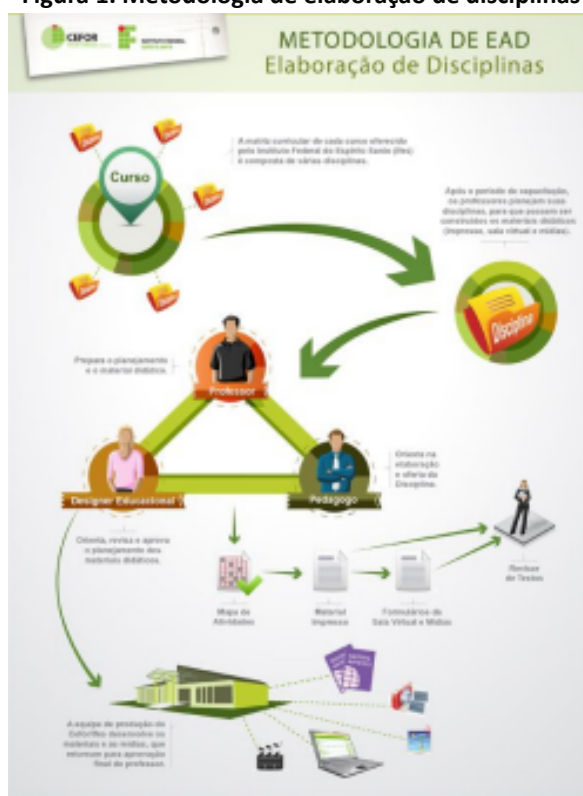 Figura 1: Metodologia de elaboração de disciplinas
CEFOR
INSTITUTO FEDERAL
METODOLOGIA DE EAD
Elaboração de Disciplinas
A matriz curricular de cada curso oferecido
pelo Instituto Federal do Espírito Santo (Ifes)
é composta de várias disciplinas.
Curso
Após o período de capacitação,
os professores planejam suas
disciplinas, para que possam ser
construídos os materiais didáticos
(impresso, sala virtual e mídias).
Disciplina
Prepara o planejamento
e o material didático.
Professor
Orienta na
elaboração
e oferta da
Disciplina.
Designer Educacional
Pedagogo
Orienta, revisa e aprova
o planejamento dos
materiais didáticos.
Mapa de
Atividades
Material
Impresso
Formulários de
Sala Virtual e Mídias
Revisor
de Textos
A equipe de produção do
Cefor/Ifes desenvolve os
materiais e as mídias, que
retornam para aprovação
final do professor.